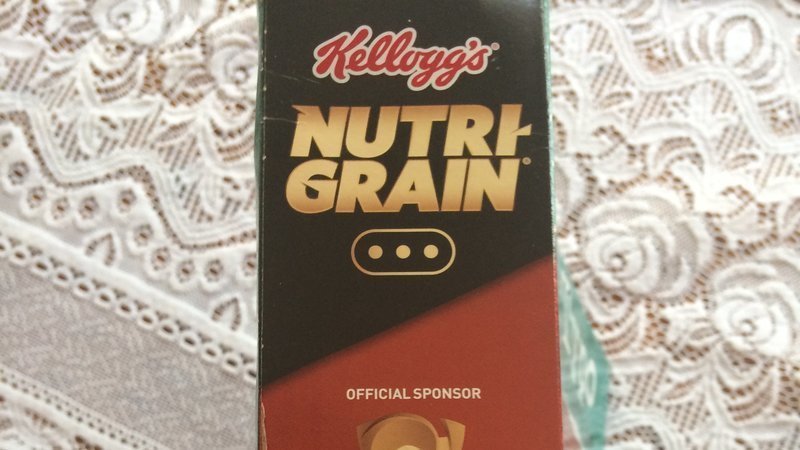 Kellogg's®
NUTRI-
GRAIN®
OFFICIAL SPONSOR